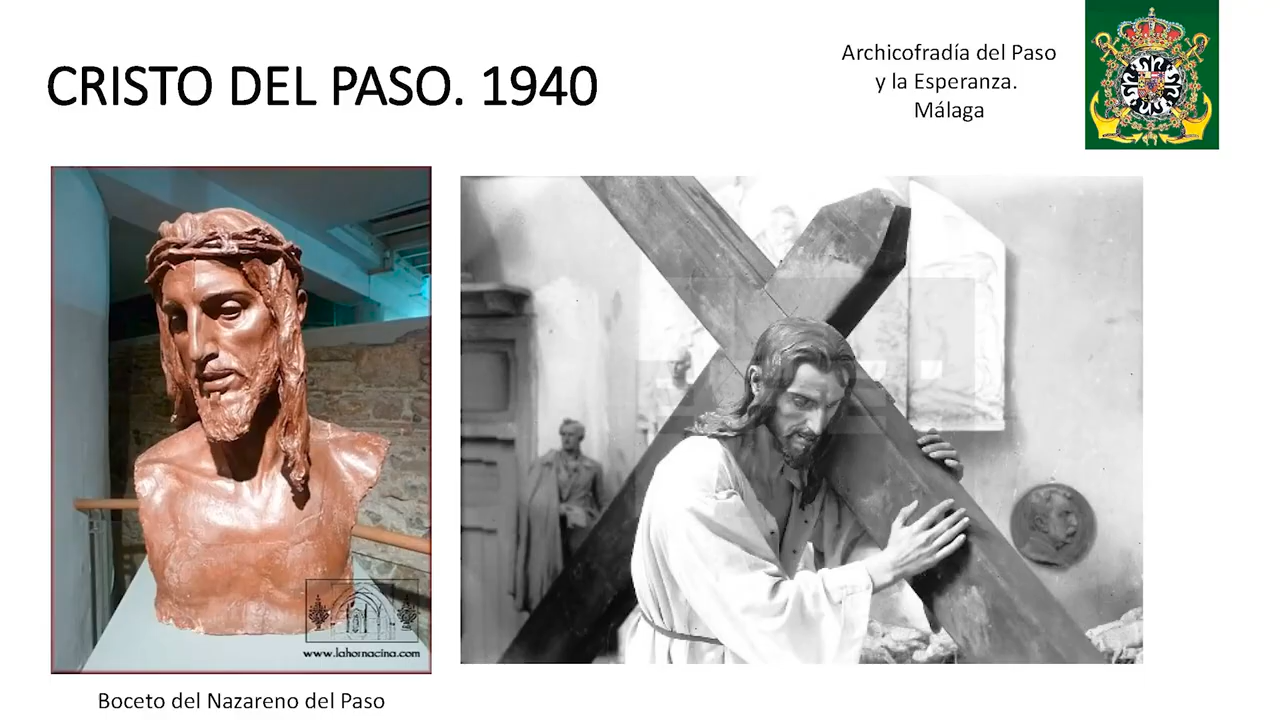 CRISTO DEL PASO. 1940
Archicofradía del Paso
y la Esperanza.
Málaga
www.lahornacina.com
Boceto del Nazareno del Paso